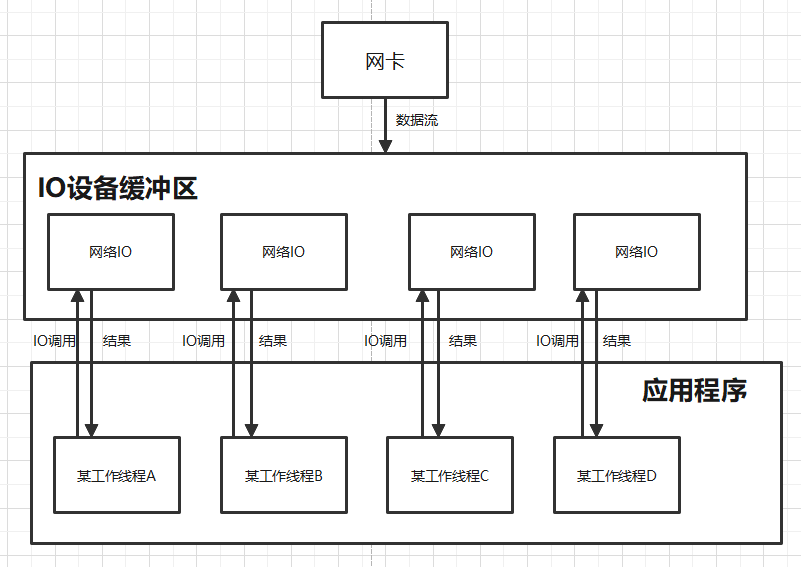 网卡
数据流
IO设备缓冲区
网络IO
网络IO
网络IO
网络IO
IO调用
结果
IO调用
结果
IO调用
结果
IO调用
结果
应用程序
某工作线程A
某工作线程B
某工作线程C
某工作线程D